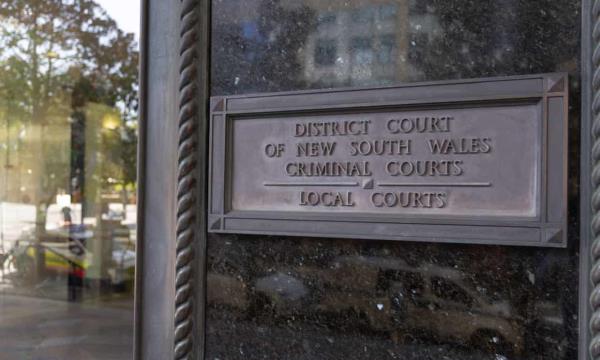 DISTRICT COURT
OF NEW SOUTH WALES
CRIMINAL COURTS
LOCAL COURTS